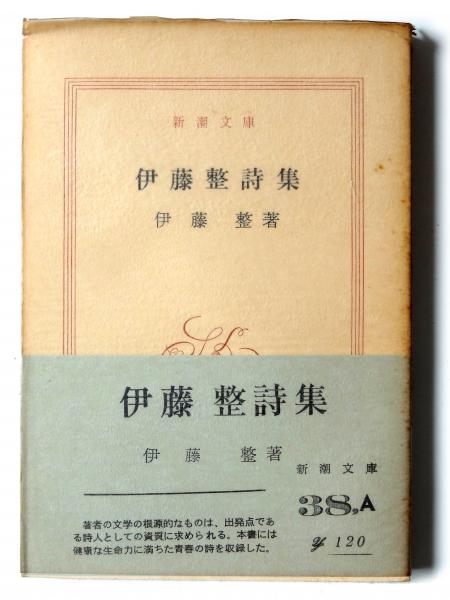 新潮文庫
伊藤整詩集
伊藤 整著
伊藤 整詩集
伊藤 整著
新潮文庫
38,A
¥ 120
著者の文学の根源的なものは、出発点であ
る詩人としての資質に求められる。本書には
健康な生命力に満ちた青春の詩を収録した。